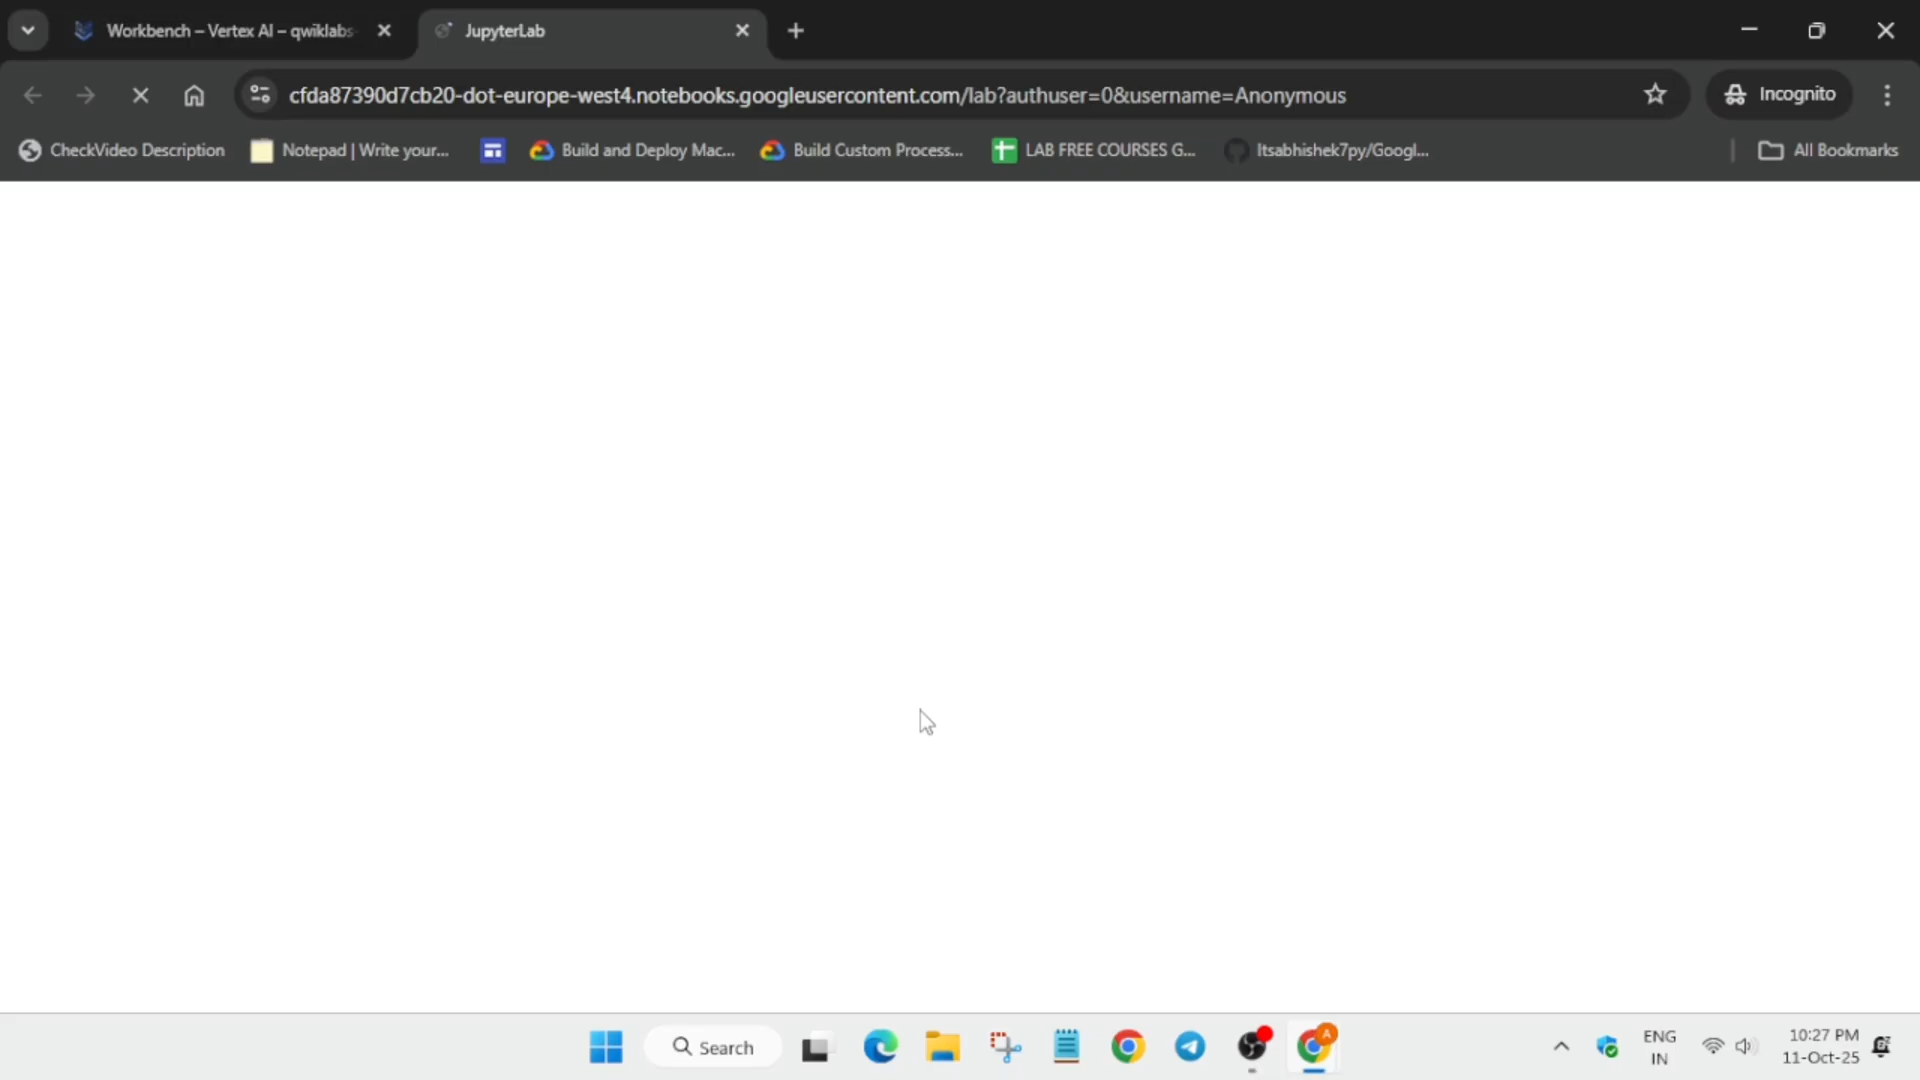 Workbench – Vertex AI – qwiklabs-
JupyterLab
cfda87390d7cb20-dot-europe-west4.notebooks.googleusercontent.com/lab?authuser=0&username=Anonymous
Incognito
CheckVideo Description
Notepad | Write your...
Build and Deploy Mac...
Build Custom Process...
LAB FREE COURSES G...
Itsabhishek7py/Googl...
All Bookmarks
Search
A
ENG
IN
10:27 PM
11-Oct-25